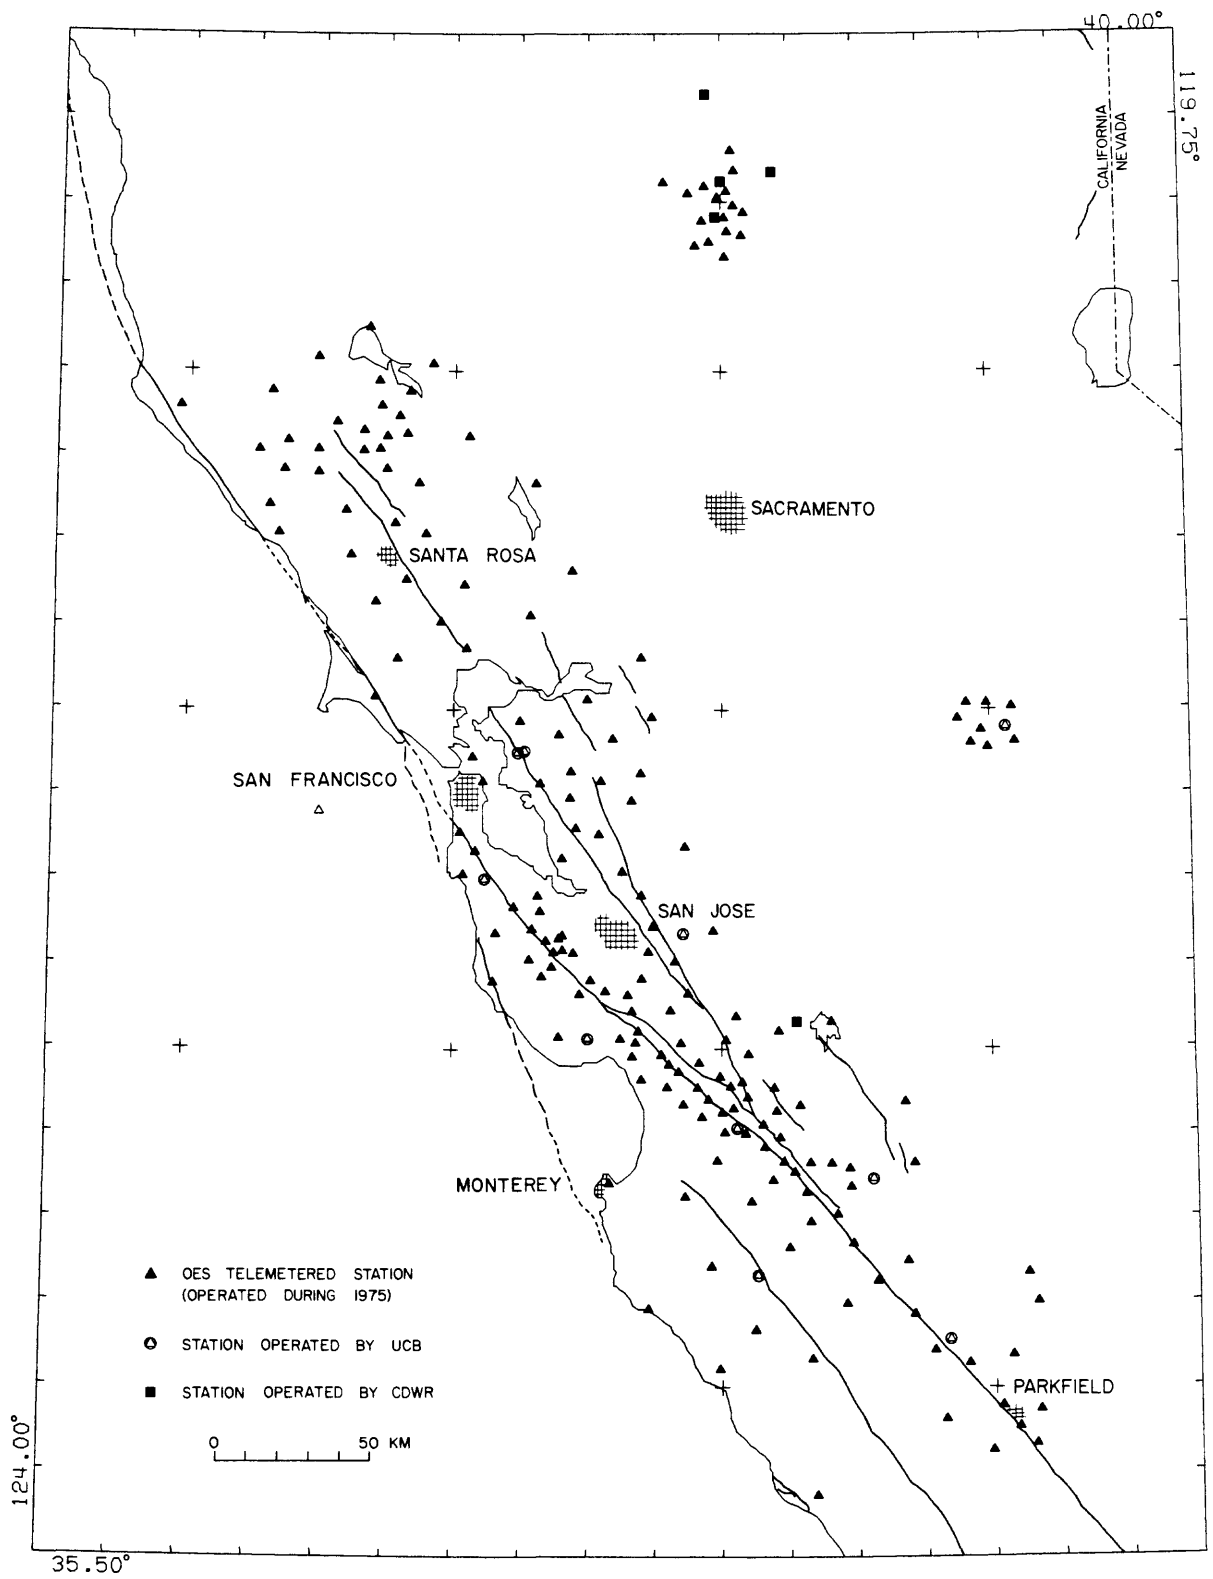 40.00°
119.75°
CALIFORNIA
NEVADA
SACRAMENTO
SANTA ROSA
SAN FRANCISCO
SAN JOSE
MONTEREY
OES TELEMETERED STATION
(OPERATED DURING 1975)
STATION OPERATED BY UCB
STATION OPERATED BY CDWR
PARKFIELD
0 50 KM
124.00°
35.50°